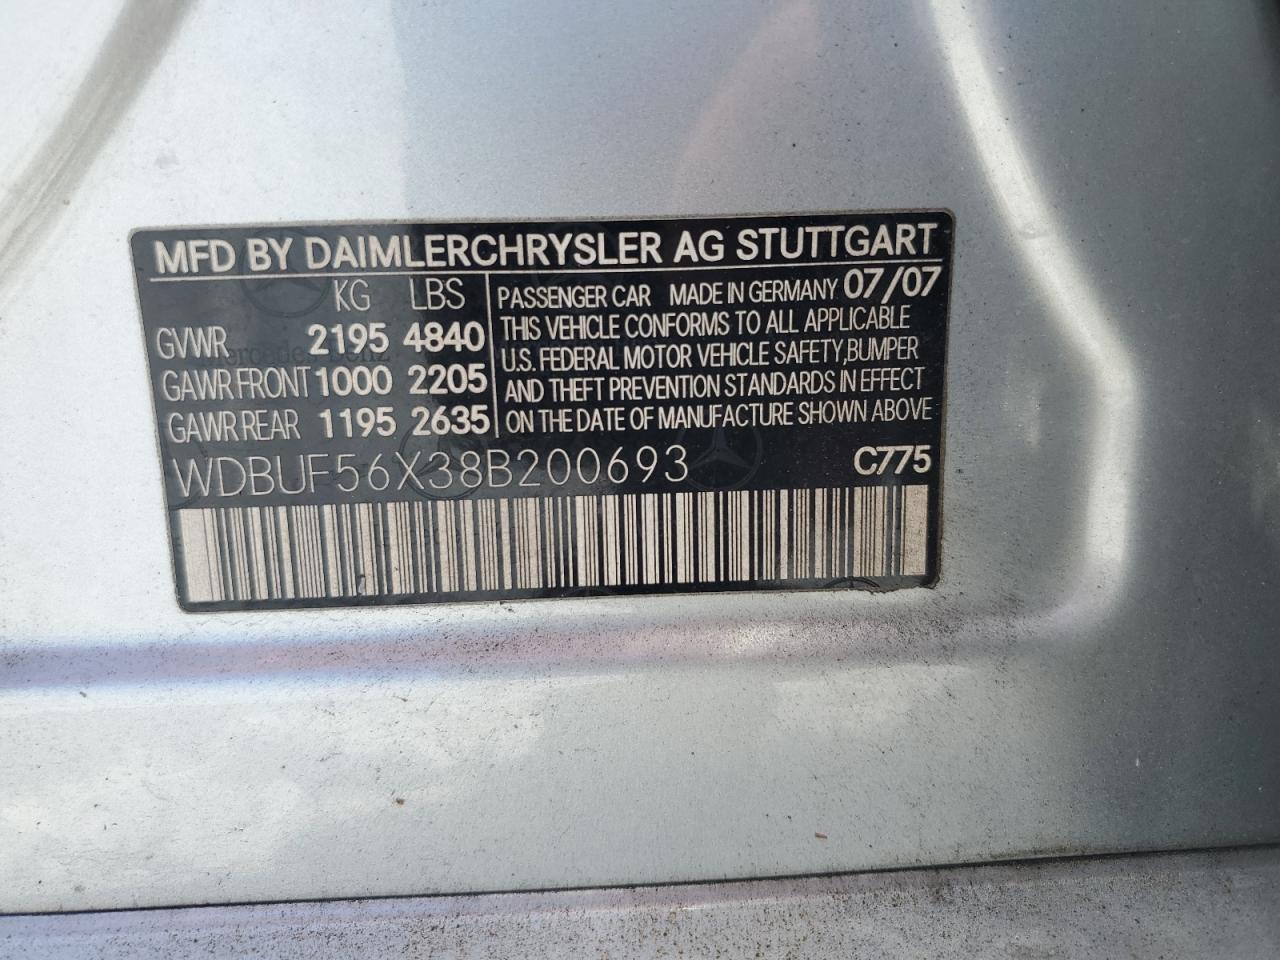 MFD BY DAIMLERCHRYSLER AG STUTTGART
KG LBS
GVWR 2195 4840
GAWR FRONT 1000 2205
GAWR REAR 1195 2635
PASSENGER CAR MADE IN GERMANY 07/07
THIS VEHICLE CONFORMS TO ALL APPLICABLE
U.S. FEDERAL MOTOR VEHICLE SAFETY,BUMPER
AND THEFT PREVENTION STANDARDS IN EFFECT
ON THE DATE OF MANUFACTURE SHOWN ABOVE
WDBUF56X38B200693 C775
Mercedes-Benz